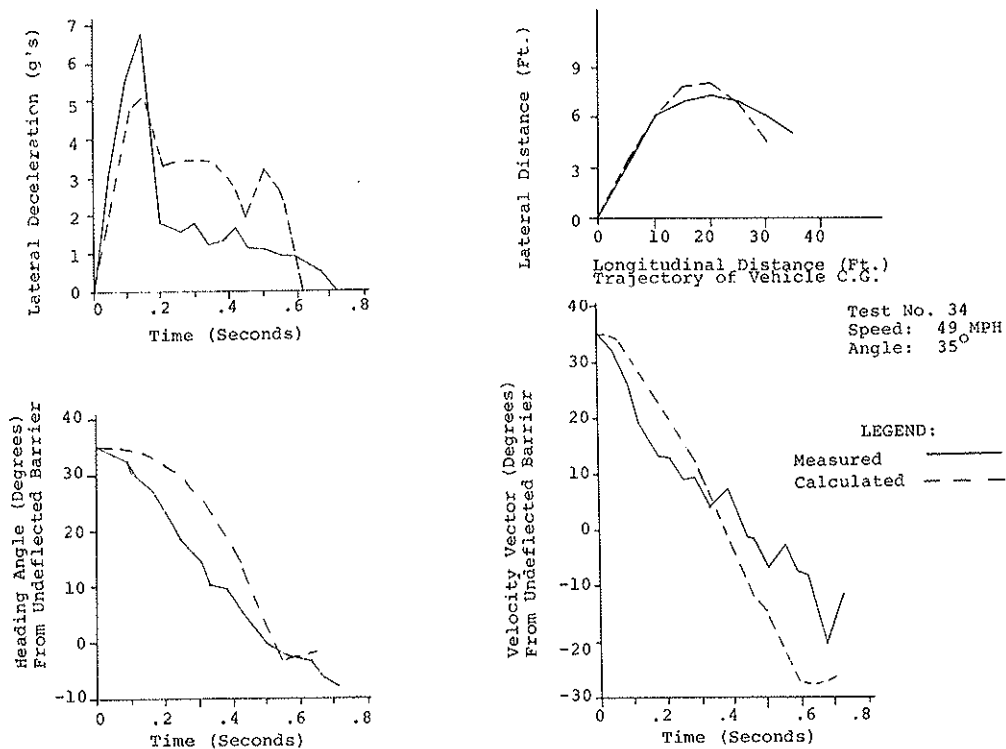 Lateral Deceleration (g's)
7
6
5
4
3
2
1
0
0 .2 .4 .6 .8
Time (Seconds)
Lateral Distance (Ft.)
9
6
3
0
0 10 20 30 40
Longitudinal Distance (Ft.)
Trajectory of Vehicle C.G.
Test No. 34
Speed: 49 MPH
Angle: 35°
LEGEND:
Measured
Calculated
Heading Angle (Degrees)
From Undeflected Barrier
40
30
20
10
0
-10
0 .2 .4 .6 .8
Time (Seconds)
Velocity Vector (Degrees)
From Undeflected Barrier
40
30
20
10
0
-10
-20
-30
0 .2 .4 .6 .8
Time (Seconds)